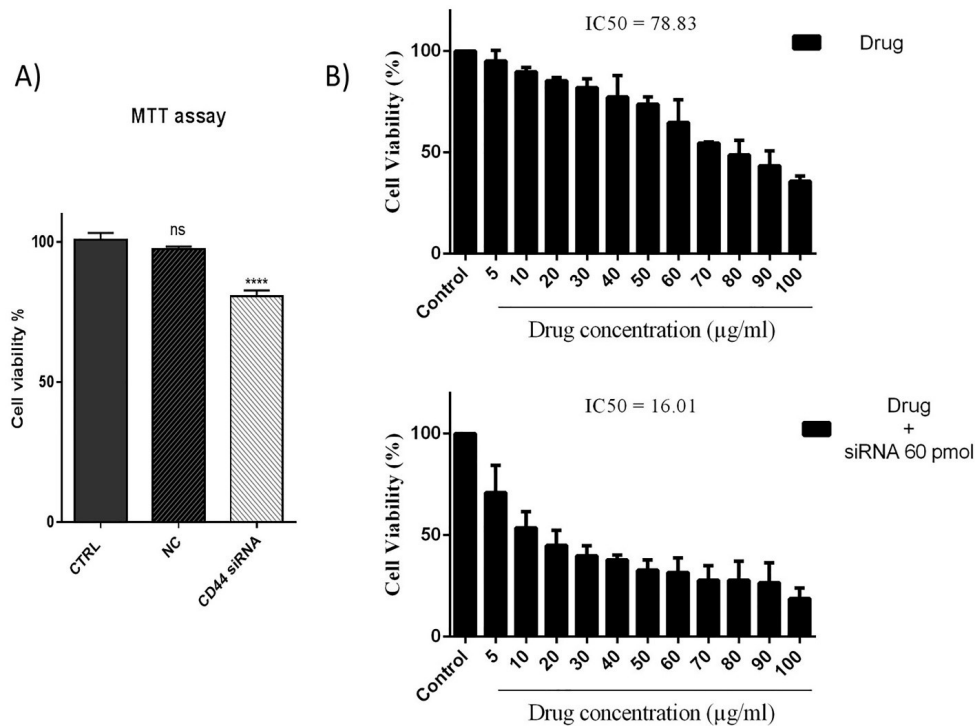 A)
MTT assay
Cell viability %
100
50
0
ns
****
CTRL
NC
CD44 siRNA
B)
IC50 = 78.83
Drug
Cell Viability (%)
100
50
0
Control
5
10
20
30
40
50
60
70
80
90
100
Drug concentration (µg/ml)
IC50 = 16.01
Drug
+
siRNA 60 pmol
Cell Viability (%)
100
50
0
Control
5
10
20
30
40
50
60
70
80
90
100
Drug concentration (µg/ml)